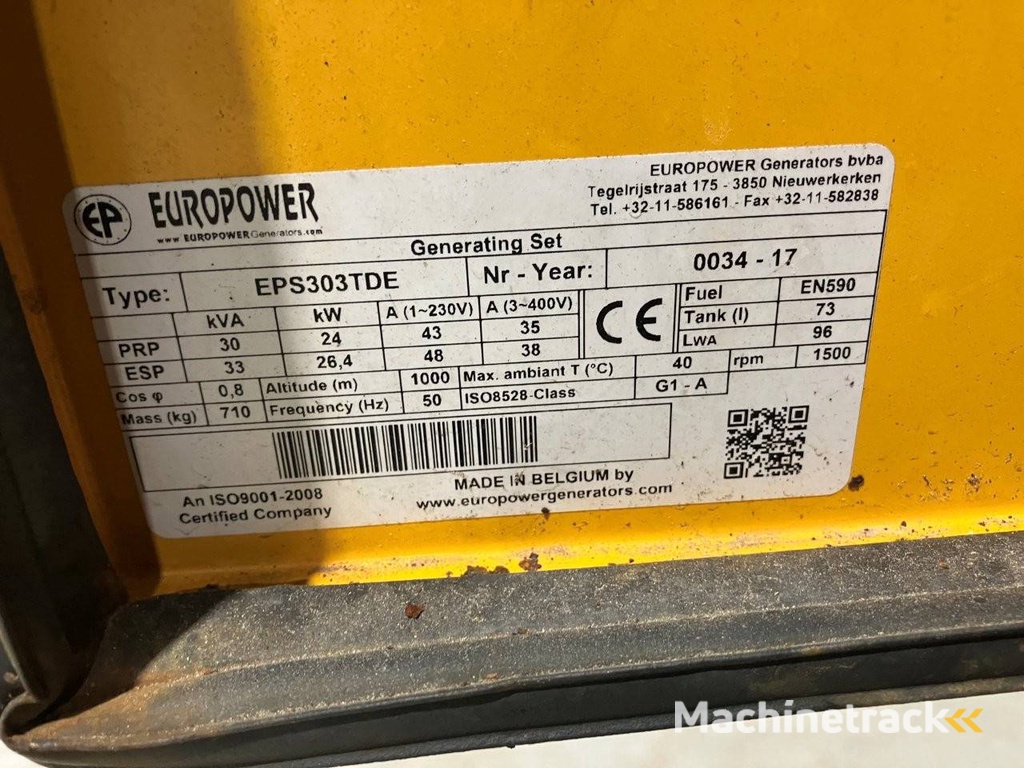 EP EUROPOWER
www.EUROPOWERGenerators.com
EUROPOWER Generators bvba
Tegelrijstraat 175 - 3850 Nieuwerkerken
Tel. +32-11-586161 - Fax +32-11-582838
Generating Set
Type: EPS303TDE Nr - Year: 0034 - 17
kVA kW A (1~230V) A (3~400V) CE Fuel EN590
PRP 30 24 43 35 Tank (l) 73
ESP 33 26,4 48 38 LWA 96
Cos φ 0,8 Altitude (m) 1000 Max. ambiant T (°C) 40 rpm 1500
Mass (kg) 710 Frequency (Hz) 50 ISO8528-Class G1 - A
An ISO9001-2008
Certified Company
MADE IN BELGIUM by
www.europowergenerators.com
Machinetrack